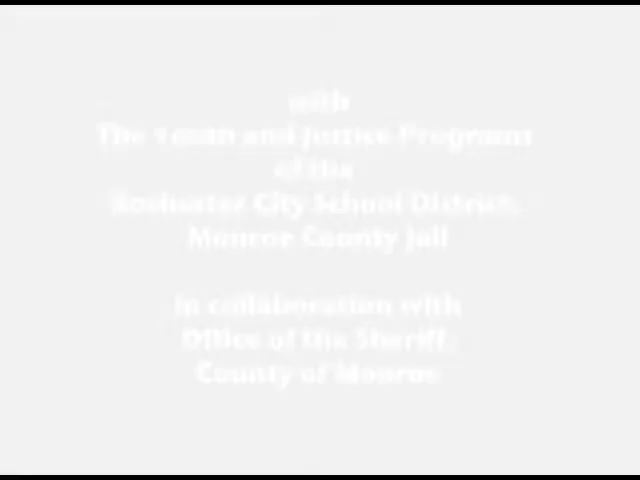 with
The Youth and Justice Programs
of the
Rochester City School District,
Monroe County Jail
in collaboration with
Office of the Sheriff,
County of Monroe